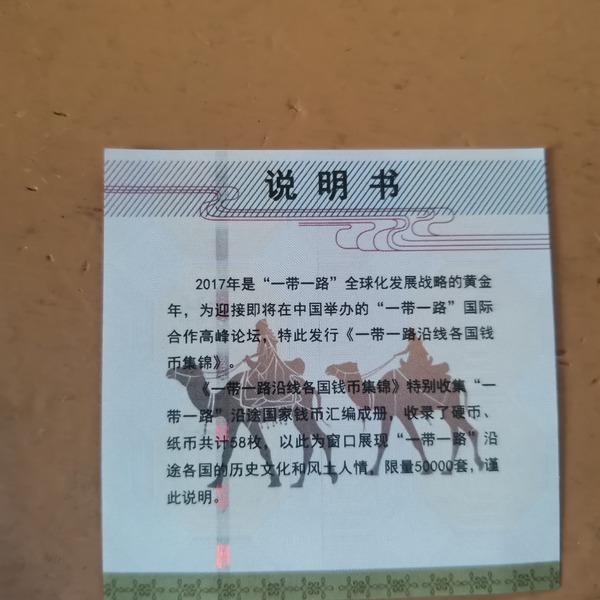 说明书
2017年是“一带一路”全球化发展战略的黄金
年，为迎接即将在中国举办的“一带一路”国际
合作高峰论坛，特此发行《一带一路沿线各国钱
币集锦》。
《一带一路沿线各国钱币集锦》特别收集“一
带一路”沿途国家钱币汇编成册，收录了硬币、
纸币共计58枚，以此为窗口展现“一带一路”沿
途各国的历史文化和风土人情，限量50000套，谨
此说明。